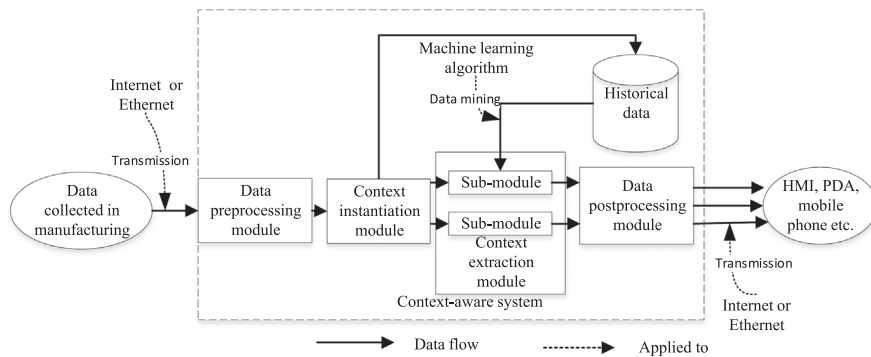 Machine learning
algorithm
Internet or
Ethernet
Data mining
Historical
data
Transmission
Data
collected in
manufacturing
Data
preprocessing
module
Context
instantiation
module
Sub-module
Sub-module
Context
extraction
module
Data
postprocessing
module
HMI, PDA,
mobile
phone etc.
Transmission
Internet or
Ethernet
Context-aware system
Data flow
Applied to